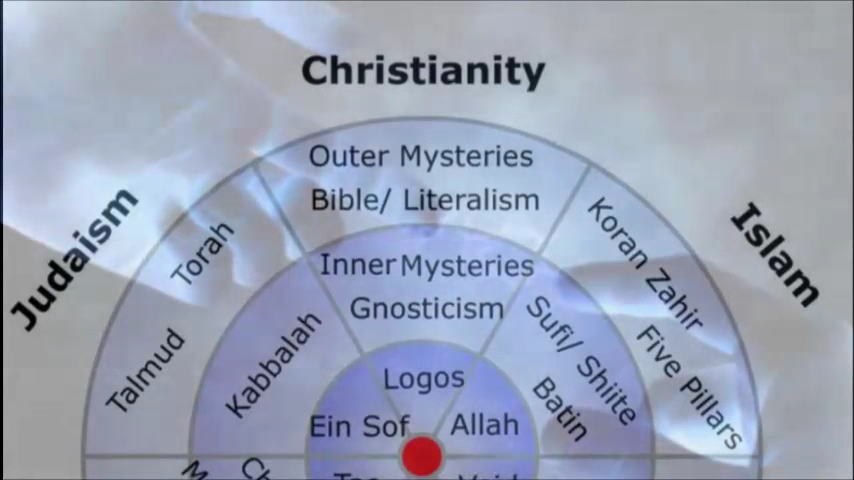 Christianity
Outer Mysteries
Bible/ Literalism
Inner Mysteries
Gnosticism
Logos
Judaism
Torah
Talmud
Kabbalah
Ein Sof
Islam
Koran Zahir
Five Pillars
Sufi/ Shiite
Batin
Allah